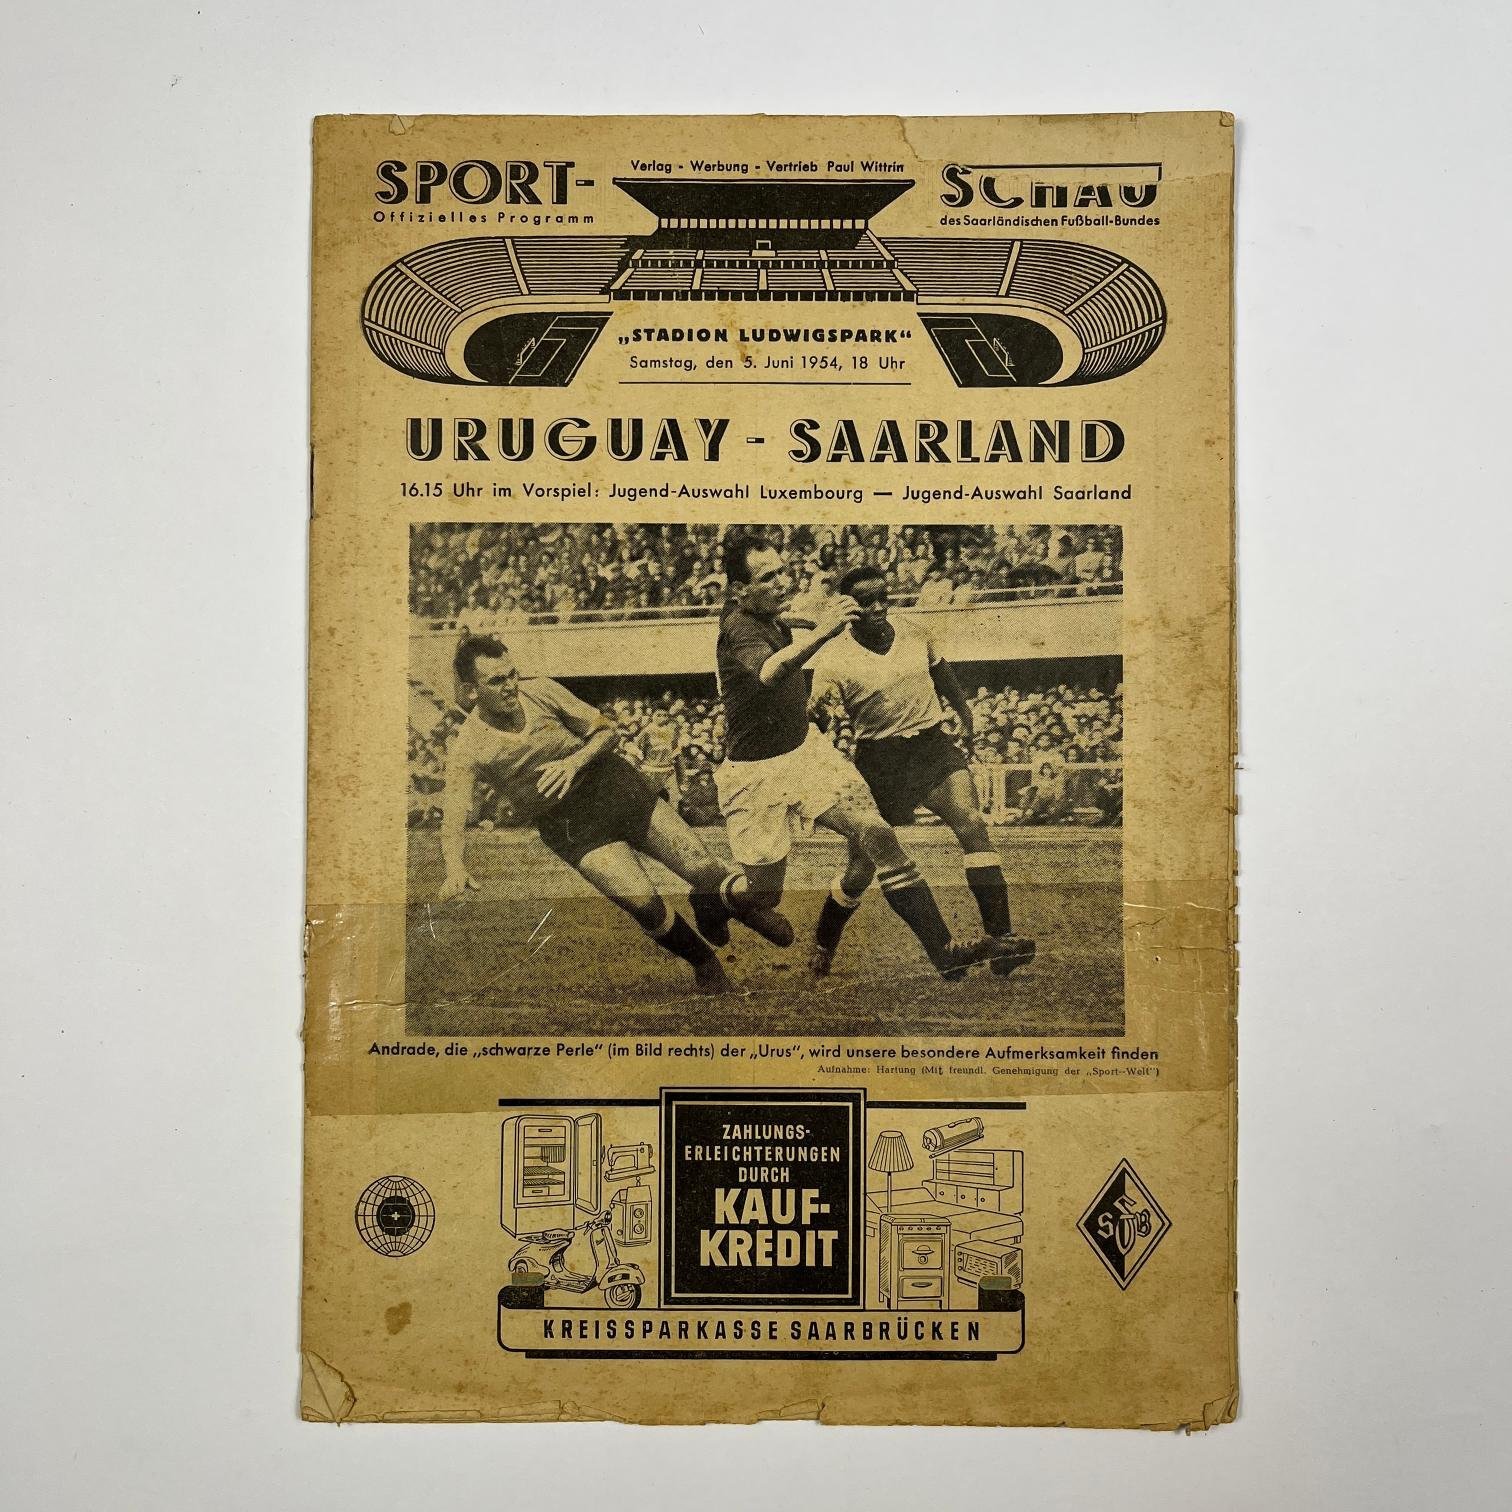 SPORT-
Offizielles Programm
Verlag - Werbung - Vertrieb Paul Wittrin
SCHAU
des Saarländischen Fußball-Bundes
„STADION LUDWIGSPARK“
Samstag, den 5. Juni 1954, 18 Uhr
URUGUAY - SAARLAND
16.15 Uhr im Vorspiel: Jugend-Auswahl Luxembourg — Jugend-Auswahl Saarland
Andrade, die „schwarze Perle“ (im Bild rechts) der „Urus“, wird unsere besondere Aufmerksamkeit finden
Aufnahme: Hartung (Mit freundl. Genehmigung der „Sport--Welt“)
ZAHLUNGS-
ERLEICHTERUNGEN
DURCH
KAUF-
KREDIT
SFB
KREISSPARKASSE SAARBRÜCKEN